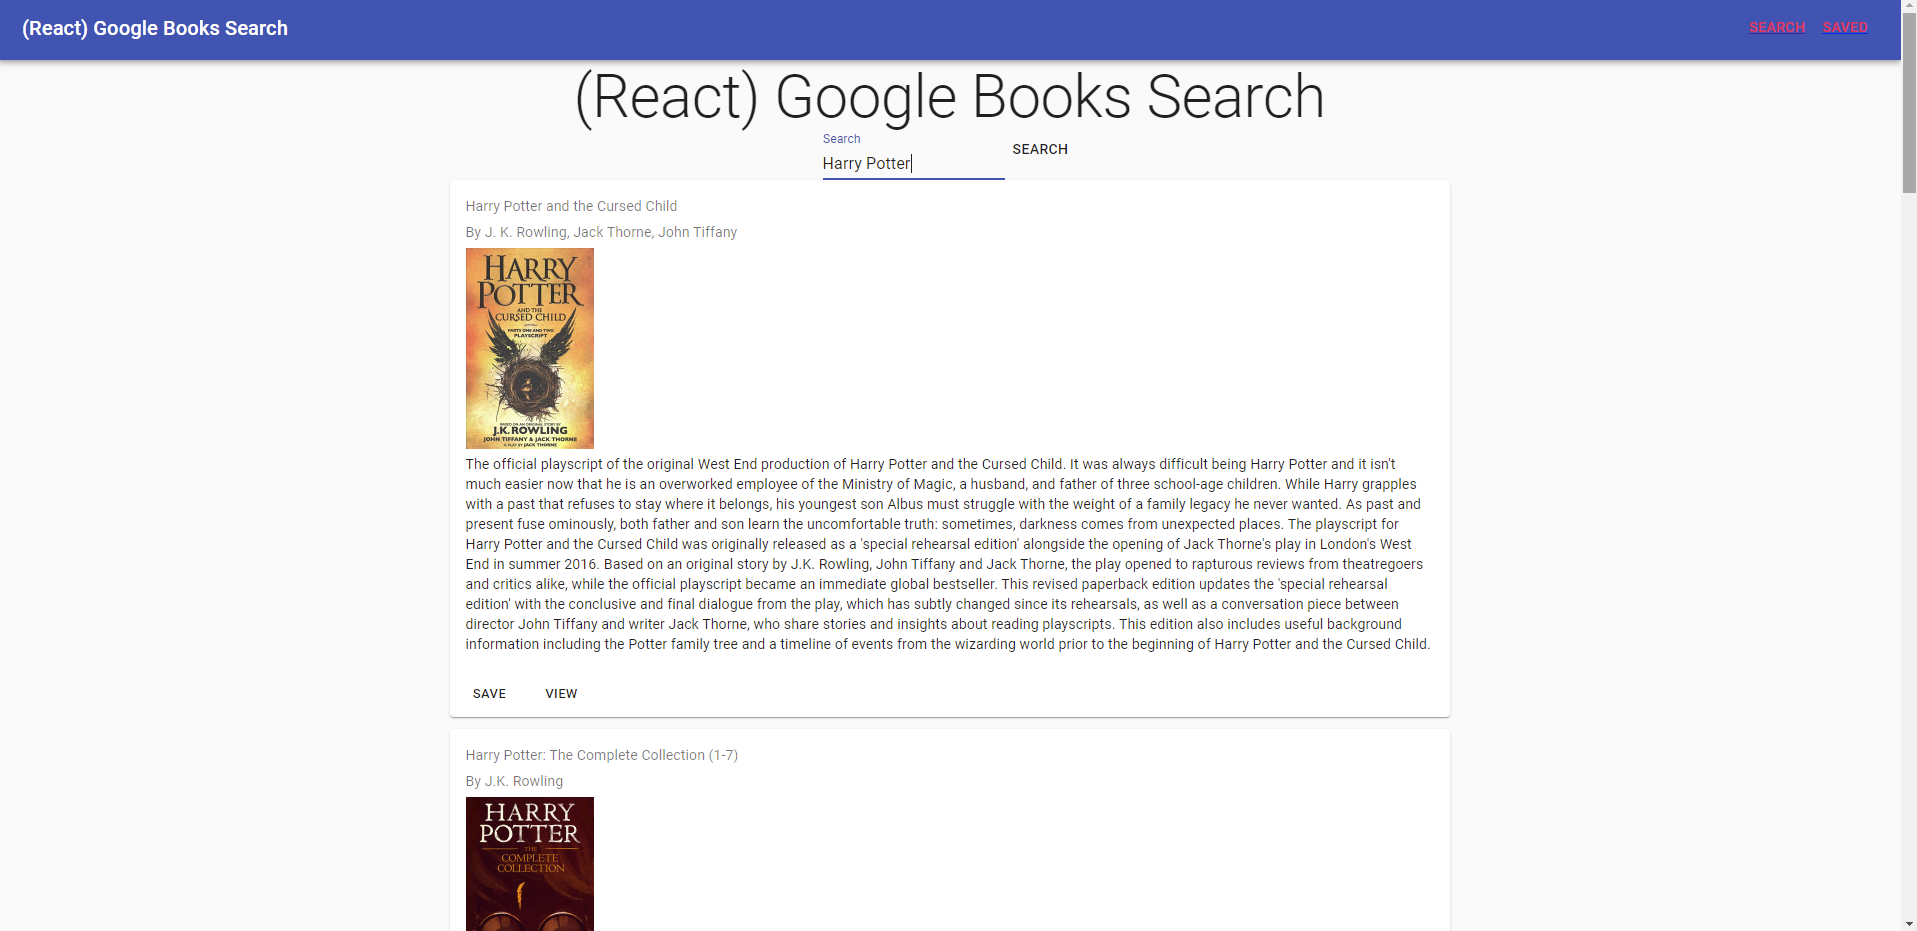 (React) Google Books Search
SEARCH SAVED
(React) Google Books Search
Search
Harry Potter
SEARCH
Harry Potter and the Cursed Child
By J. K. Rowling, Jack Thorne, John Tiffany
HARRY
POTTER
AND THE
CURSED CHILD
PARTS ONE AND TWO
PLAYSCRIPT
BASED ON AN ORIGINAL STORY BY
J.K. ROWLING
JOHN TIFFANY & JACK THORNE
A PLAY BY JACK THORNE
The official playscript of the original West End production of Harry Potter and the Cursed Child. It was always difficult being Harry Potter and it isn't
much easier now that he is an overworked employee of the Ministry of Magic, a husband, and father of three school-age children. While Harry grapples
with a past that refuses to stay where it belongs, his youngest son Albus must struggle with the weight of a family legacy he never wanted. As past and
present fuse ominously, both father and son learn the uncomfortable truth: sometimes, darkness comes from unexpected places. The playscript for
Harry Potter and the Cursed Child was originally released as a 'special rehearsal edition' alongside the opening of Jack Thorne's play in London's West
End in summer 2016. Based on an original story by J.K. Rowling, John Tiffany and Jack Thorne, the play opened to rapturous reviews from theatregoers
and critics alike, while the official playscript became an immediate global bestseller. This revised paperback edition updates the 'special rehearsal
edition' with the conclusive and final dialogue from the play, which has subtly changed since its rehearsals, as well as a conversation piece between
director John Tiffany and writer Jack Thorne, who share stories and insights about reading playscripts. This edition also includes useful background
information including the Potter family tree and a timeline of events from the wizarding world prior to the beginning of Harry Potter and the Cursed Child.
SAVE VIEW
Harry Potter: The Complete Collection (1-7)
By J.K. Rowling
HARRY
POTTER
THE
COMPLETE
COLLECTION